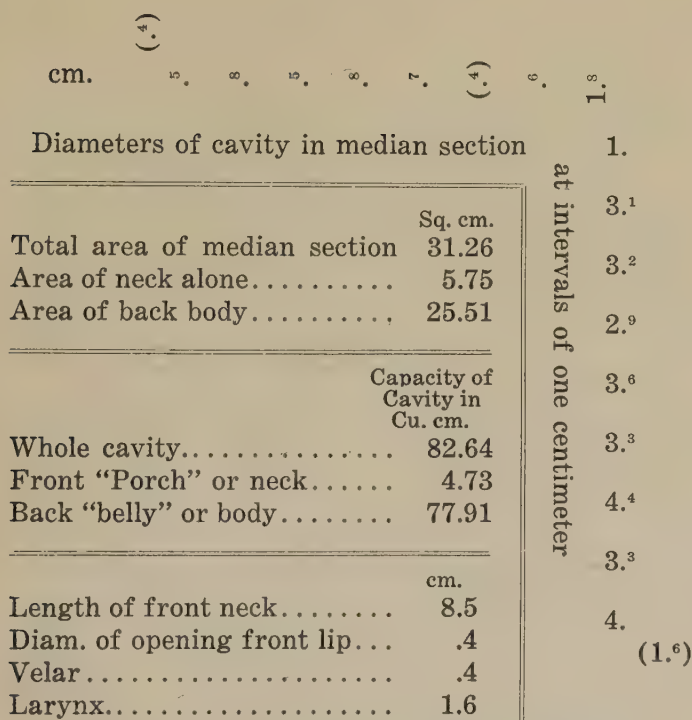 (.⁴)
cm. .⁵ .⁸ .⁵ .⁸ .⁷ (.⁴) .⁶ 1.⁸
Diameters of cavity in median section
at intervals of one centimeter
1.
3.¹
3.²
2.⁹
3.⁶
3.³
4.⁴
3.³
4.
(1.⁶)
Sq. cm.
Total area of median section 31.26
Area of neck alone.......... 5.75
Area of back body.......... 25.51
Capacity of
Cavity in
Cu. cm.
Whole cavity............... 82.64
Front “Porch” or neck...... 4.73
Back “belly” or body........ 77.91
cm.
Length of front neck........ 8.5
Diam. of opening front lip... .4
Velar...................... .4
Larynx.................... 1.6